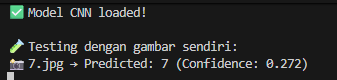 ✅ Model CNN loaded!
🧪 Testing dengan gambar sendiri:
📷 7.jpg → Predicted: 7 (Confidence: 0.272)